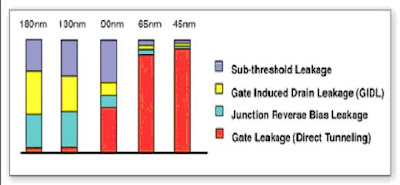 180nm 130nm 00nm 65nm 45nm
Sub-threshold Leakage
Gate Induced Drain Leakage (GIDL)
Junction Reverse Bias Leakage
Gate Leakage (Direct Tunneling)